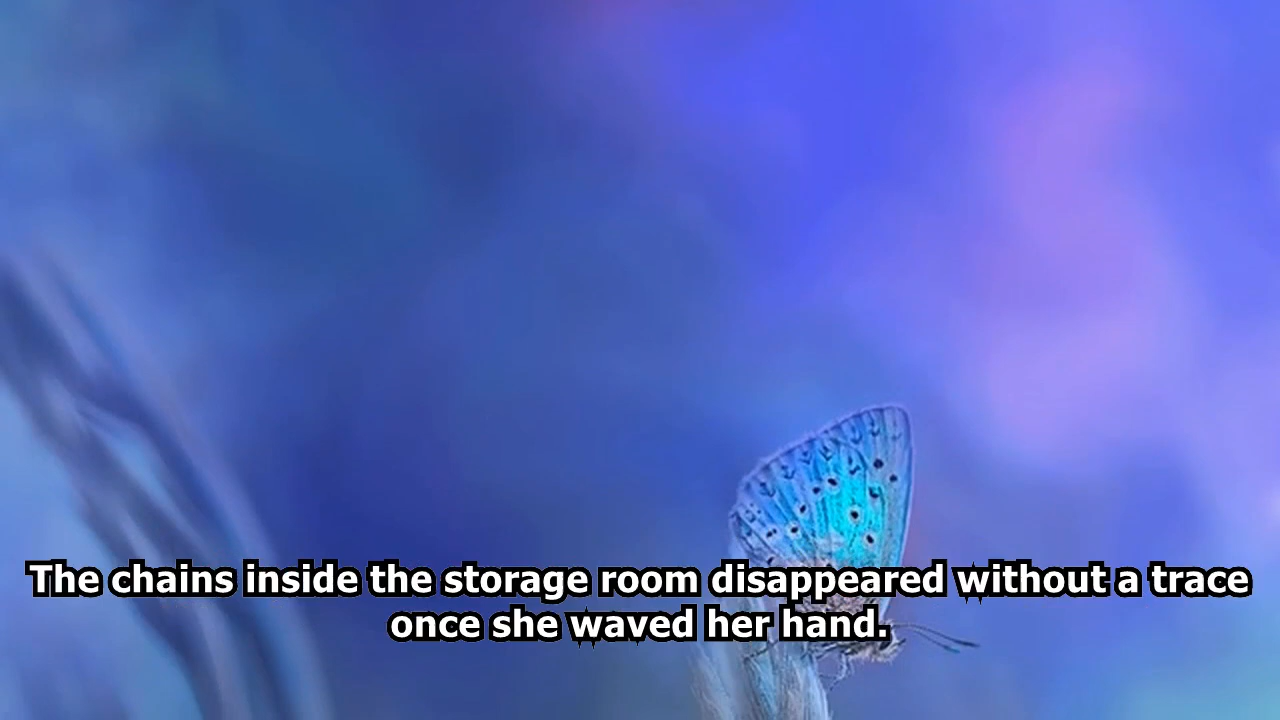 The chains inside the storage room disappeared without a trace
once she waved her hand.